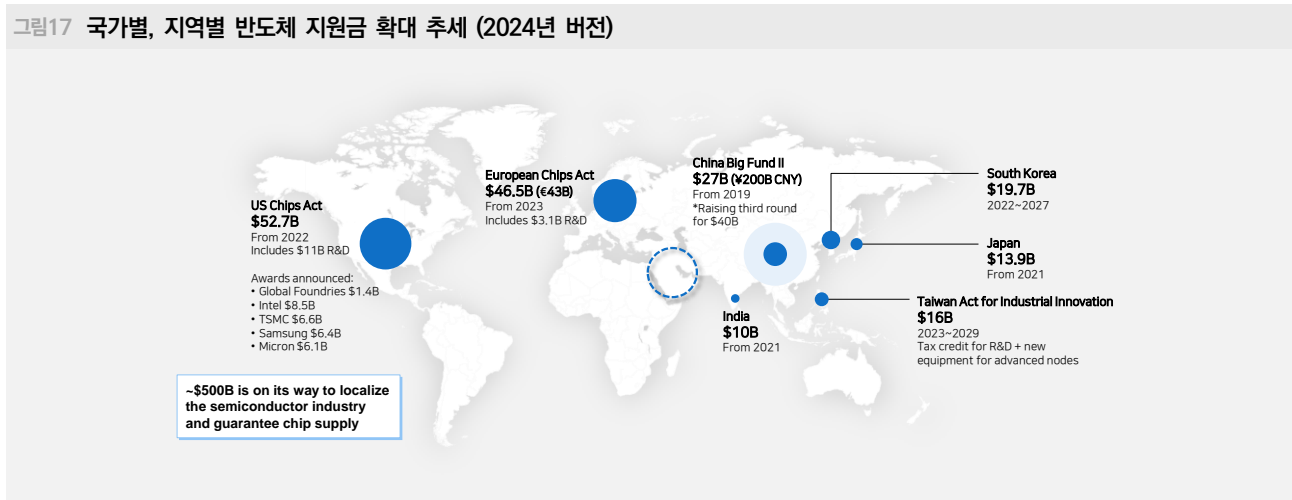 그림17 국가별, 지역별 반도체 지원금 확대 추세 (2024년 버전)
US Chips Act
$52.7B
From 2022
Includes $11B R&D
Awards announced:
• Global Foundries $1.4B
• Intel $8.5B
• TSMC $6.6B
• Samsung $6.4B
• Micron $6.1B
~$500B is on its way to localize
the semiconductor industry
and guarantee chip supply
European Chips Act
$46.5B (€43B)
From 2023
Includes $3.1B R&D
China Big Fund II
$27B (¥200B CNY)
From 2019
*Raising third round
for $40B
India
$10B
From 2021
South Korea
$19.7B
2022~2027
Japan
$13.9B
From 2021
Taiwan Act for Industrial Innovation
$16B
2023~2029
Tax credit for R&D + new
equipment for advanced nodes